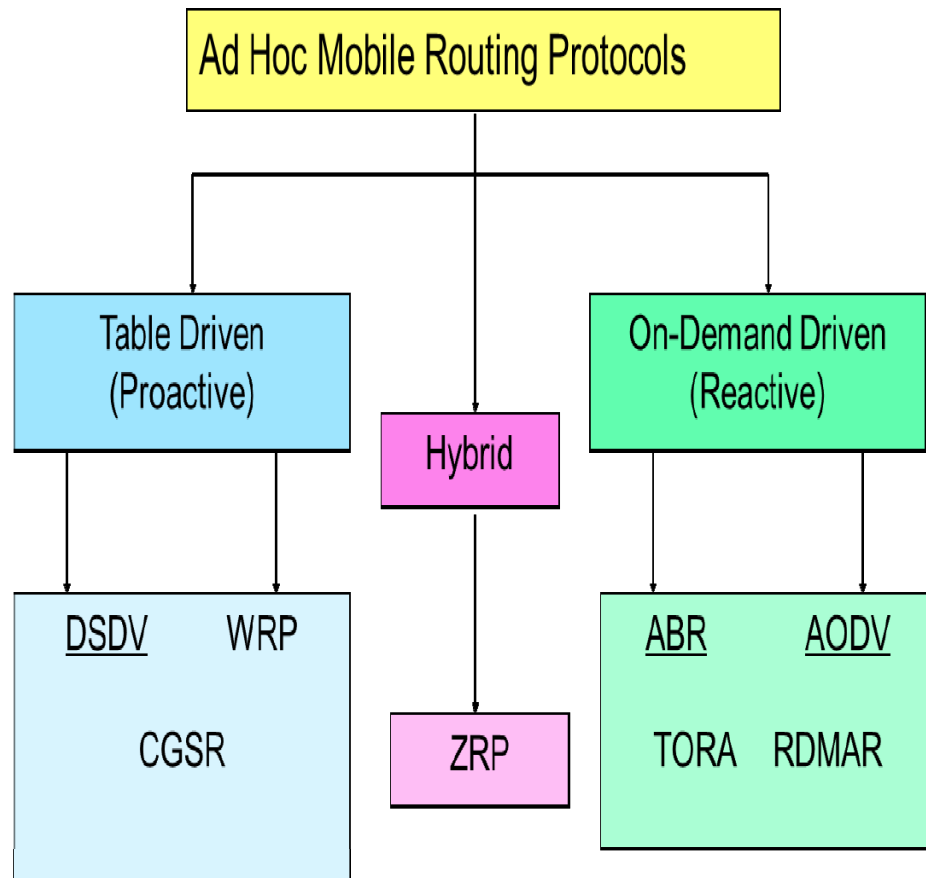 Ad Hoc Mobile Routing Protocols
Table Driven
(Proactive)
On-Demand Driven
(Reactive)
Hybrid
DSDV WRP
CGSR
ZRP
ABR AODV
TORA RDMAR